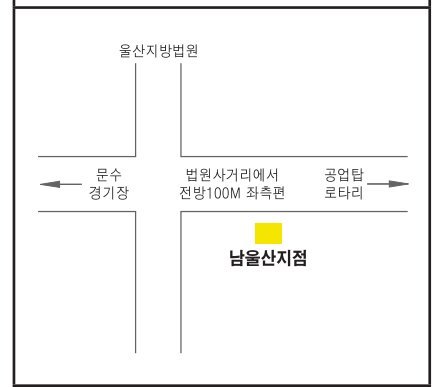 울산지방법원
문수
경기장
법원사거리에서
전방100M 좌측편
공업탑
로타리
남울산지점